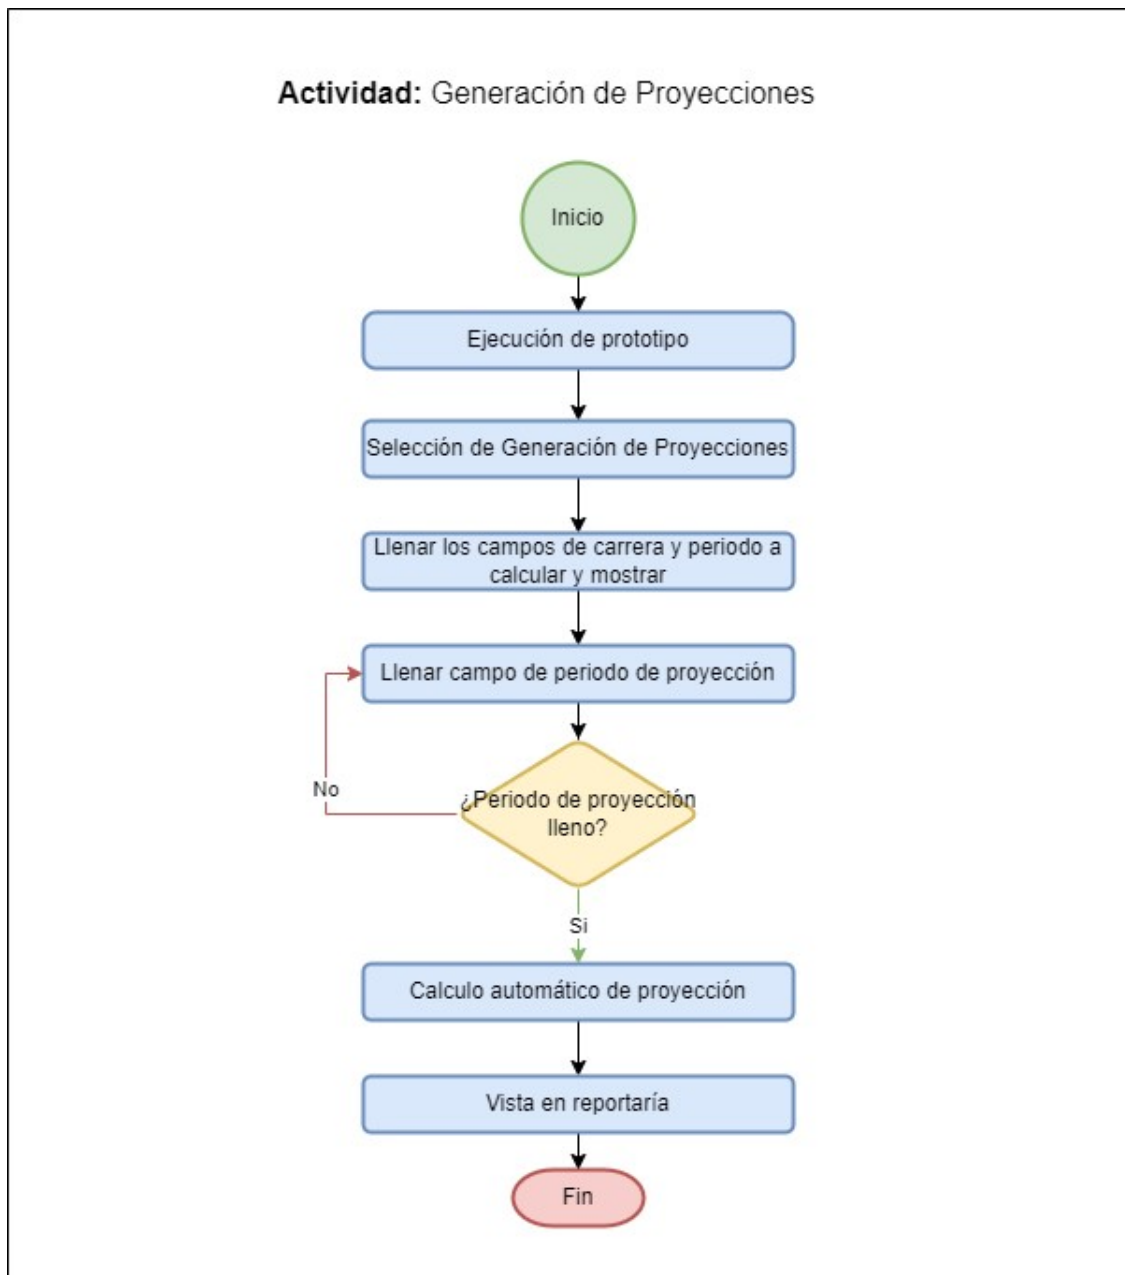 Actividad: Generación de Proyecciones
Inicio
Ejecución de prototipo
Selección de Generación de Proyecciones
Llenar los campos de carrera y periodo a
calcular y mostrar
Llenar campo de periodo de proyección
No
¿Periodo de proyección
lleno?
Si
Calculo automático de proyección
Vista en reportaría
Fin